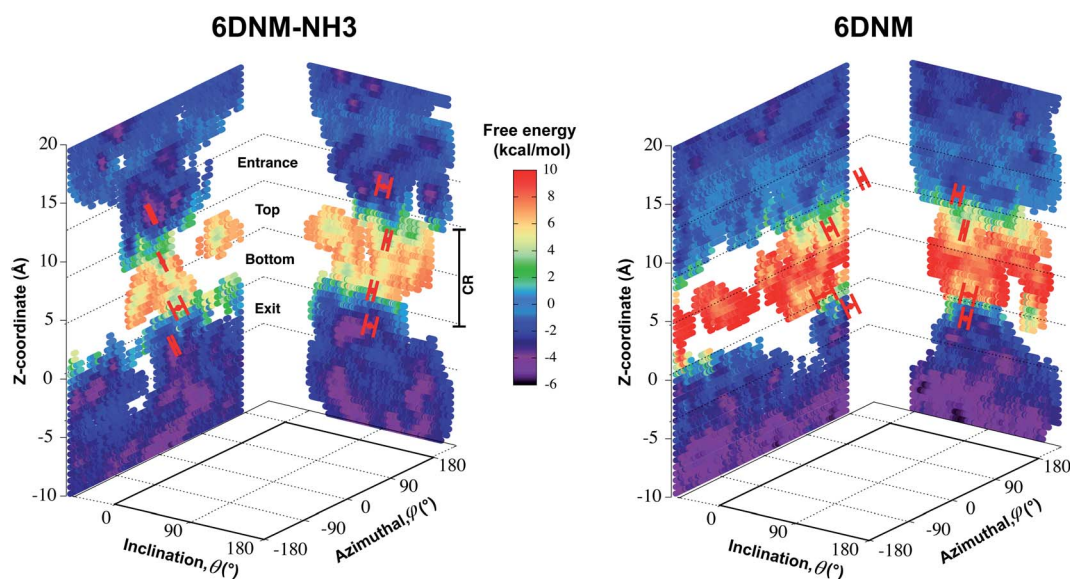 6DNM-NH3
6DNM
Free energy
(kcal/mol)
10
8
6
4
2
0
-2
-4
-6
Entrance
Top
Bottom
Exit
CR
Z-coordinate (Å)
20
15
10
5
0
-5
-10
0
90
180
Inclination, θ(°)
-180
-90
0
90
180
Azimuthal, φ(°)
Z-coordinate (Å)
20
15
10
5
0
-5
-10
0
90
180
Inclination, θ(°)
-180
-90
0
90
180
Azimuthal, φ(°)